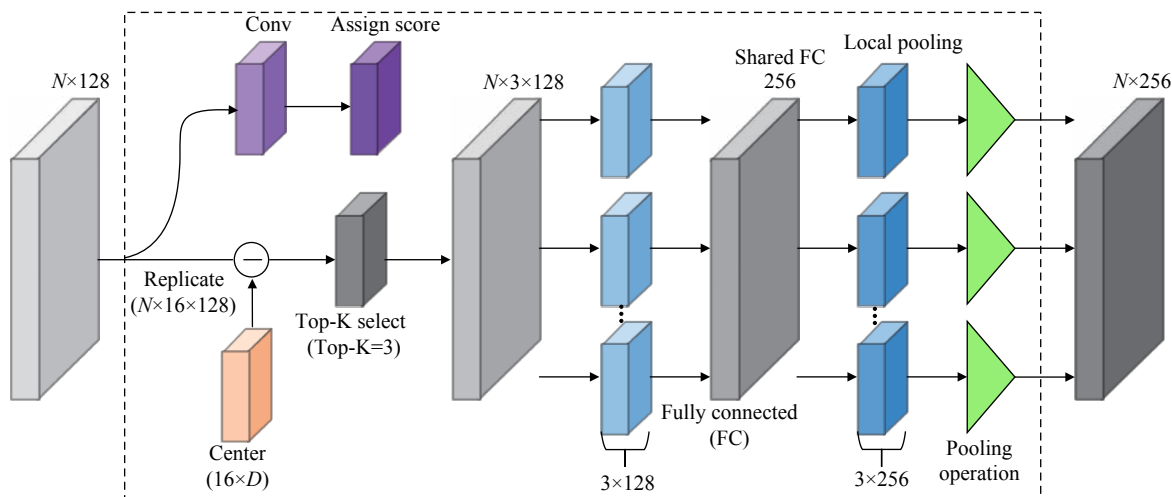 Conv
Assign score
N×128
N×3×128
Shared FC
256
Local pooling
N×256
Replicate
(N×16×128)
Top-K select
(Top-K=3)
Center
(16×D)
Fully connected
(FC)
3×128
3×256
Pooling
operation